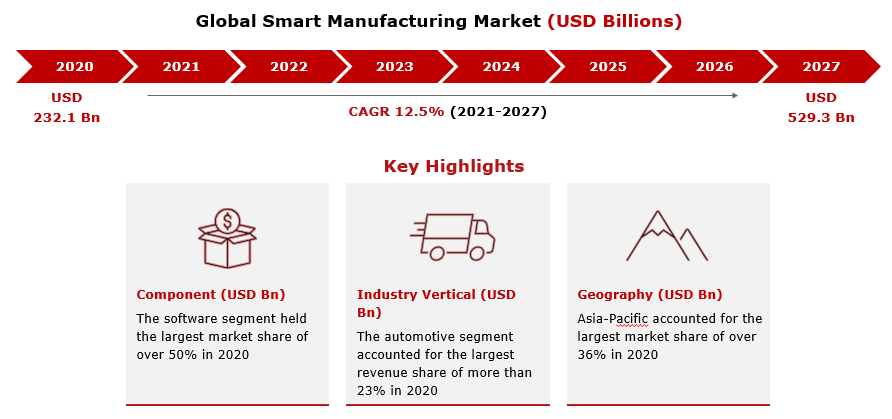 Global Smart Manufacturing Market (USD Billions)
2020 2021 2022 2023 2024 2025 2026 2027
USD
232.1 Bn
CAGR 12.5% (2021-2027)
USD
529.3 Bn
Key Highlights
$
Component (USD Bn)
The software segment held
the largest market share of
over 50% in 2020
Industry Vertical (USD
Bn)
The automotive segment
accounted for the largest
revenue share of more than
23% in 2020
Geography (USD Bn)
Asia-Pacific accounted for the
largest market share of over
36% in 2020